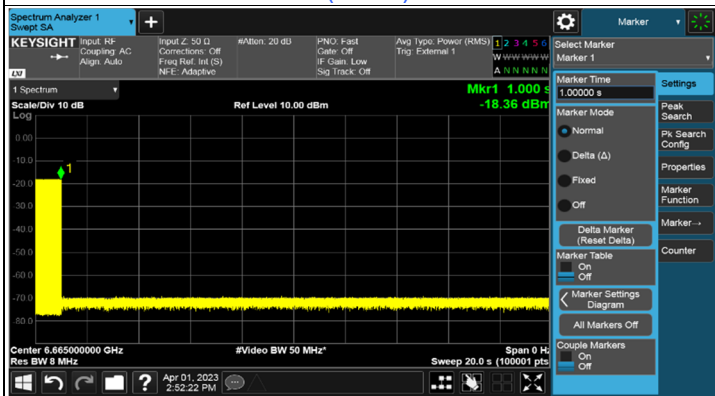 Spectrum Analyzer 1
Swept SA
Marker
KEYSIGHT
Input: RF
Coupling: AC
Align: Auto
Input Z: 50 Ω
Corrections: Off
Freq Ref: Int (S)
NFE: Adaptive
#Atten: 20 dB
PNO: Fast
Gate: Off
IF Gain: Low
Sig Track: Off
Avg Type: Power (RMS)
Trig: External 1
1 2 3 4 5 6
W W W W W W
A N N N N N
LXI
Select Marker
Marker 1
1 Spectrum
Mkr1 1.000 s
Scale/Div 10 dB
Ref Level 10.00 dBm
-18.36 dBm
Log
0.00
-10.0
-20.0
-30.0
-40.0
-50.0
-60.0
-70.0
-80.0
1
Center 6.665000000 GHz
#Video BW 50 MHz*
Span 0 Hz
Res BW 8 MHz
Sweep 20.0 s (100001 pts)
Marker Time
1.00000 s
Marker Mode
Normal
Delta (Δ)
Fixed
Off
Delta Marker
(Reset Delta)
Marker Table
On
Off
Marker Settings
Diagram
All Markers Off
Couple Markers
On
Off
Settings
Peak
Search
Pk Search
Config
Properties
Marker
Function
Marker→
Counter
?
Apr 01, 2023
2:52:22 PM